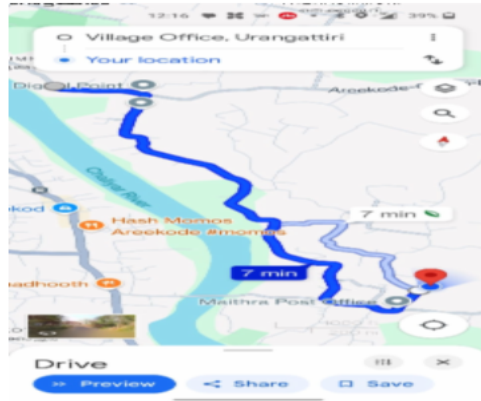 12:16
39%
Village Office, Urangattiri
Your location
Point
Areekode
Chaliyar River
Hash Momos
Areekode #momos
7 min
7 min
Maithra Post Office
Drive
Preview
Share
Save